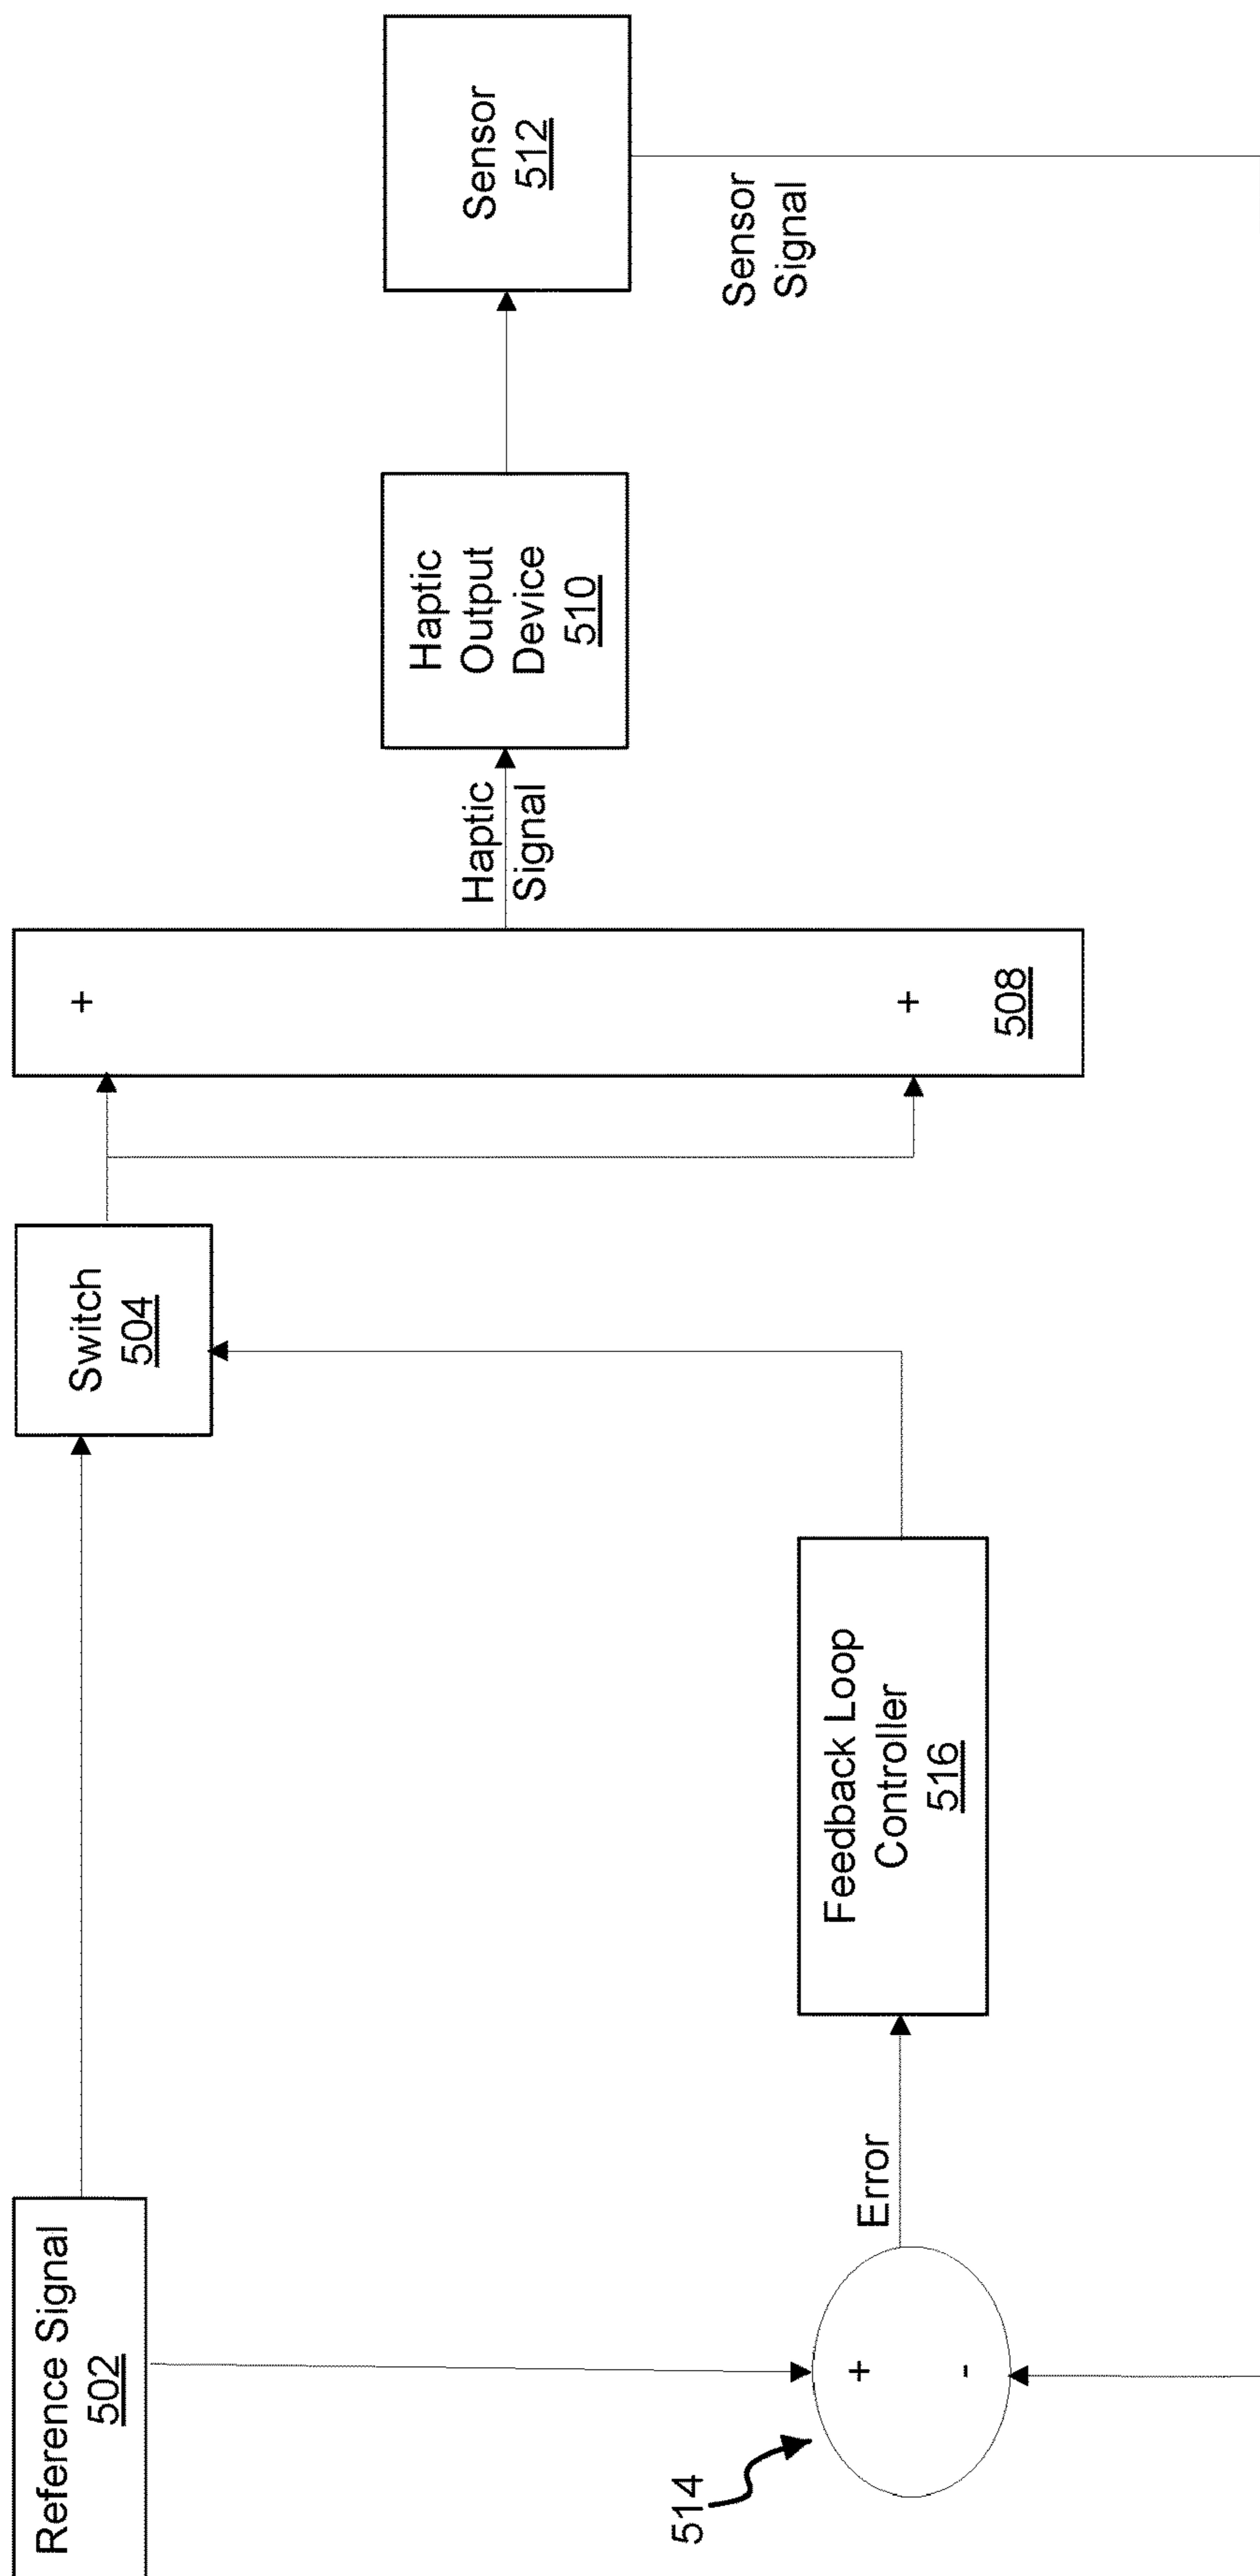 Reference Signal
502
Switch
504
+
+
508
Haptic
Signal
Haptic
Output
Device
510
Sensor
512
Sensor
Signal
514
+
-
Error
Feedback Loop
Controller
516